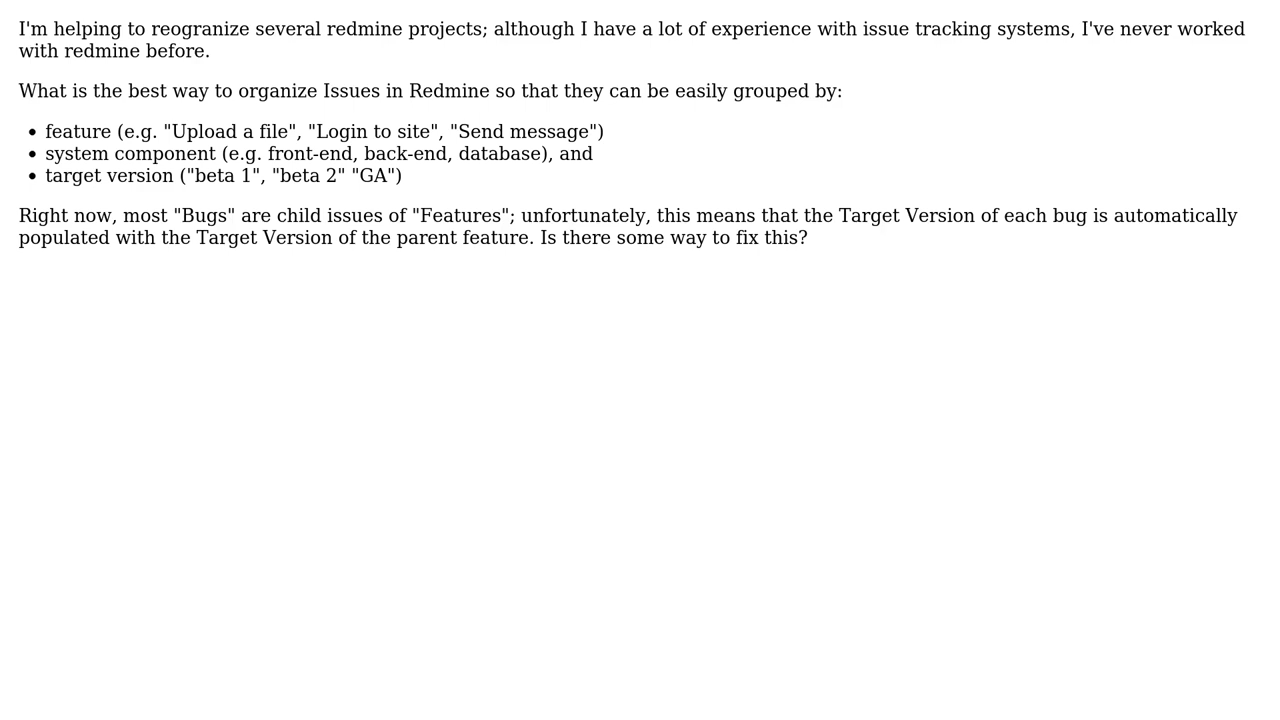 I'm helping to reogranize several redmine projects; although I have a lot of experience with issue tracking systems, I've never worked
with redmine before.
What is the best way to organize Issues in Redmine so that they can be easily grouped by:
• feature (e.g. "Upload a file", "Login to site", "Send message")
• system component (e.g. front-end, back-end, database), and
• target version ("beta 1", "beta 2" "GA")
Right now, most "Bugs" are child issues of "Features"; unfortunately, this means that the Target Version of each bug is automatically
populated with the Target Version of the parent feature. Is there some way to fix this?